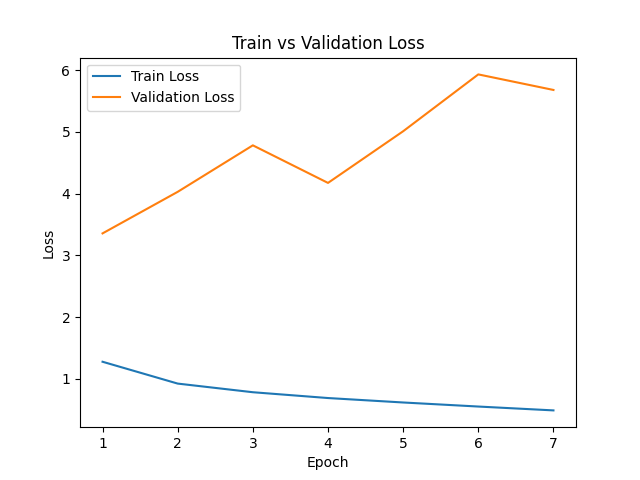 Train vs Validation Loss
Train Loss
Validation Loss
6
5
4
3
2
1
Loss
1 2 3 4 5 6 7
Epoch